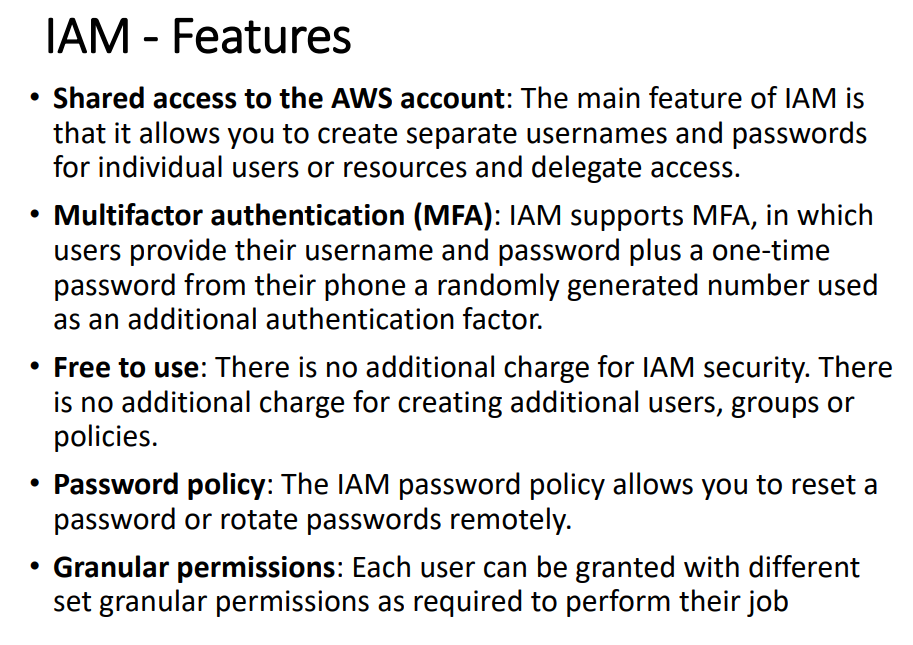 IAM - Features
• Shared access to the AWS account: The main feature of IAM is
that it allows you to create separate usernames and passwords
for individual users or resources and delegate access.
• Multifactor authentication (MFA): IAM supports MFA, in which
users provide their username and password plus a one-time
password from their phone a randomly generated number used
as an additional authentication factor.
• Free to use: There is no additional charge for IAM security. There
is no additional charge for creating additional users, groups or
policies.
• Password policy: The IAM password policy allows you to reset a
password or rotate passwords remotely.
• Granular permissions: Each user can be granted with different
set granular permissions as required to perform their job